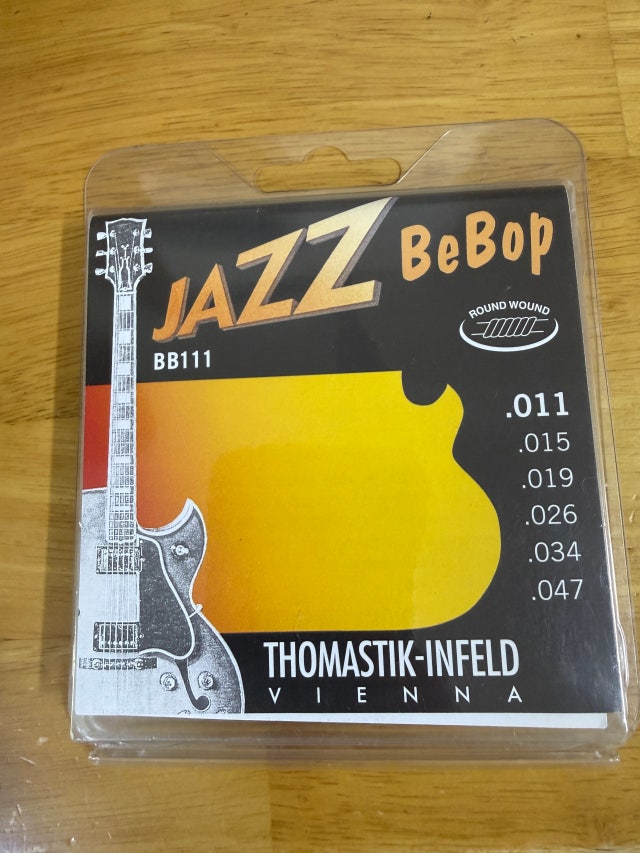 JAZZ BeBop
ROUND WOUND
BB111
.011
.015
.019
.026
.034
.047
THOMASTIK-INFELD
VIENNA